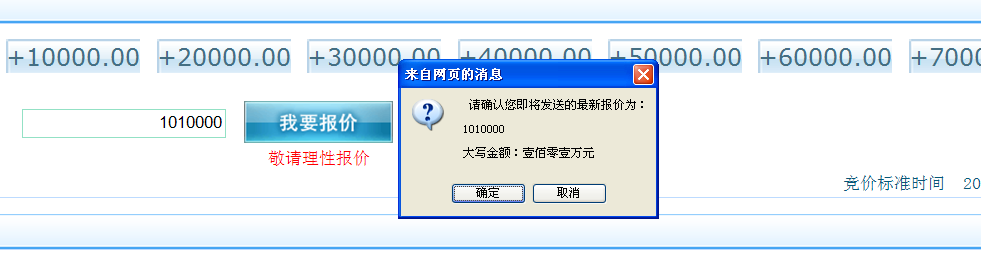 +10000.00 +20000.00 +30000.00 +40000.00 +50000.00 +60000.00 +7000
来自网页的消息
请确认您即将发送的最新报价为：
1010000
大写金额：壹佰零壹万元
确定 取消
1010000 我要报价
敬请理性报价
竞价标准时间 20